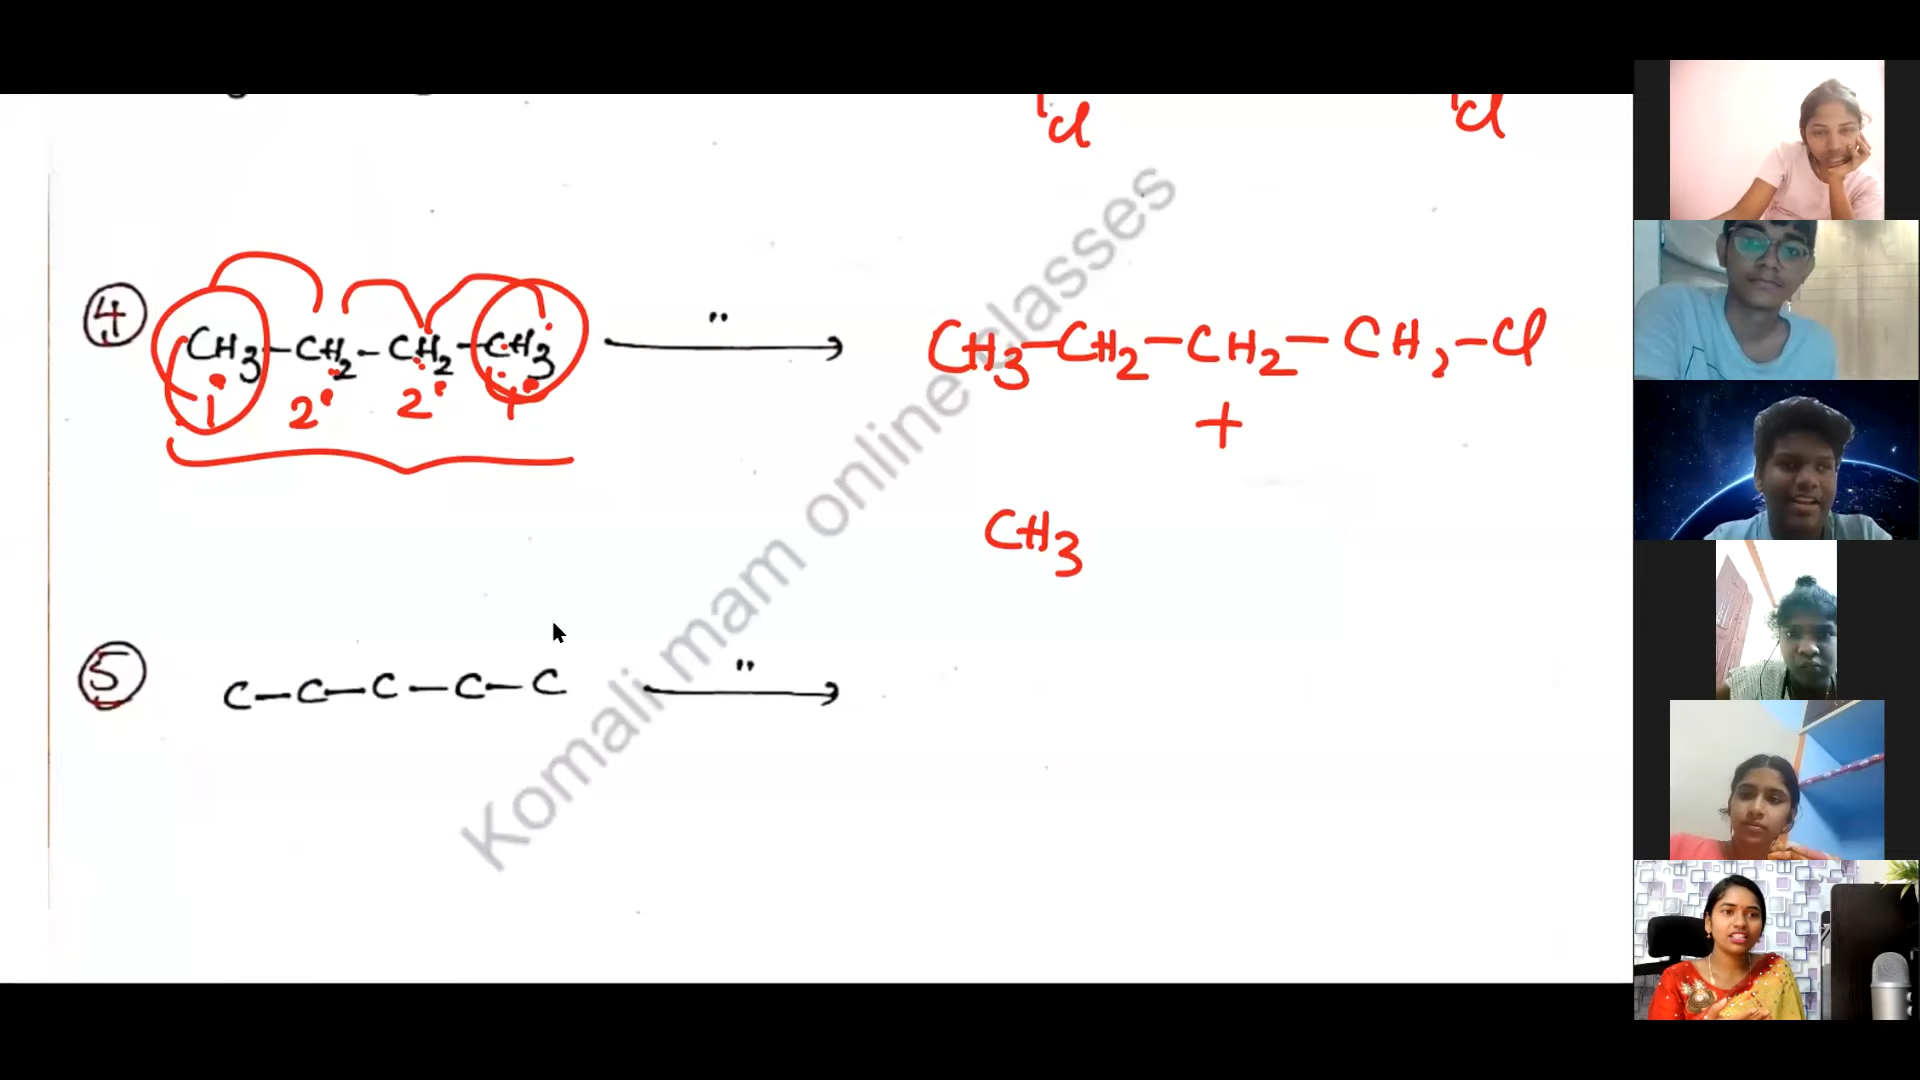 Cl Cl
④ CH3-CH2-CH2-CH3 " → CH3-CH2-CH2-CH2-Cl
1° 2° 2° 1°
+
CH3
⑤ C-C-C-C-C " →
Komali mam online classes